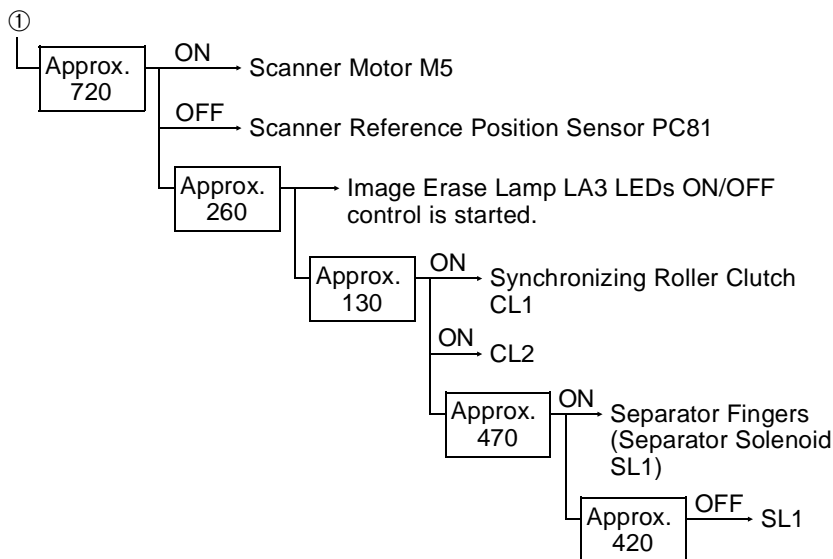 ①
Approx.
720
ON
Scanner Motor M5
OFF
Scanner Reference Position Sensor PC81
Approx.
260
Image Erase Lamp LA3 LEDs ON/OFF
control is started.
Approx.
130
ON
Synchronizing Roller Clutch
CL1
ON
CL2
Approx.
470
ON
Separator Fingers
(Separator Solenoid
SL1)
Approx.
420
OFF
SL1